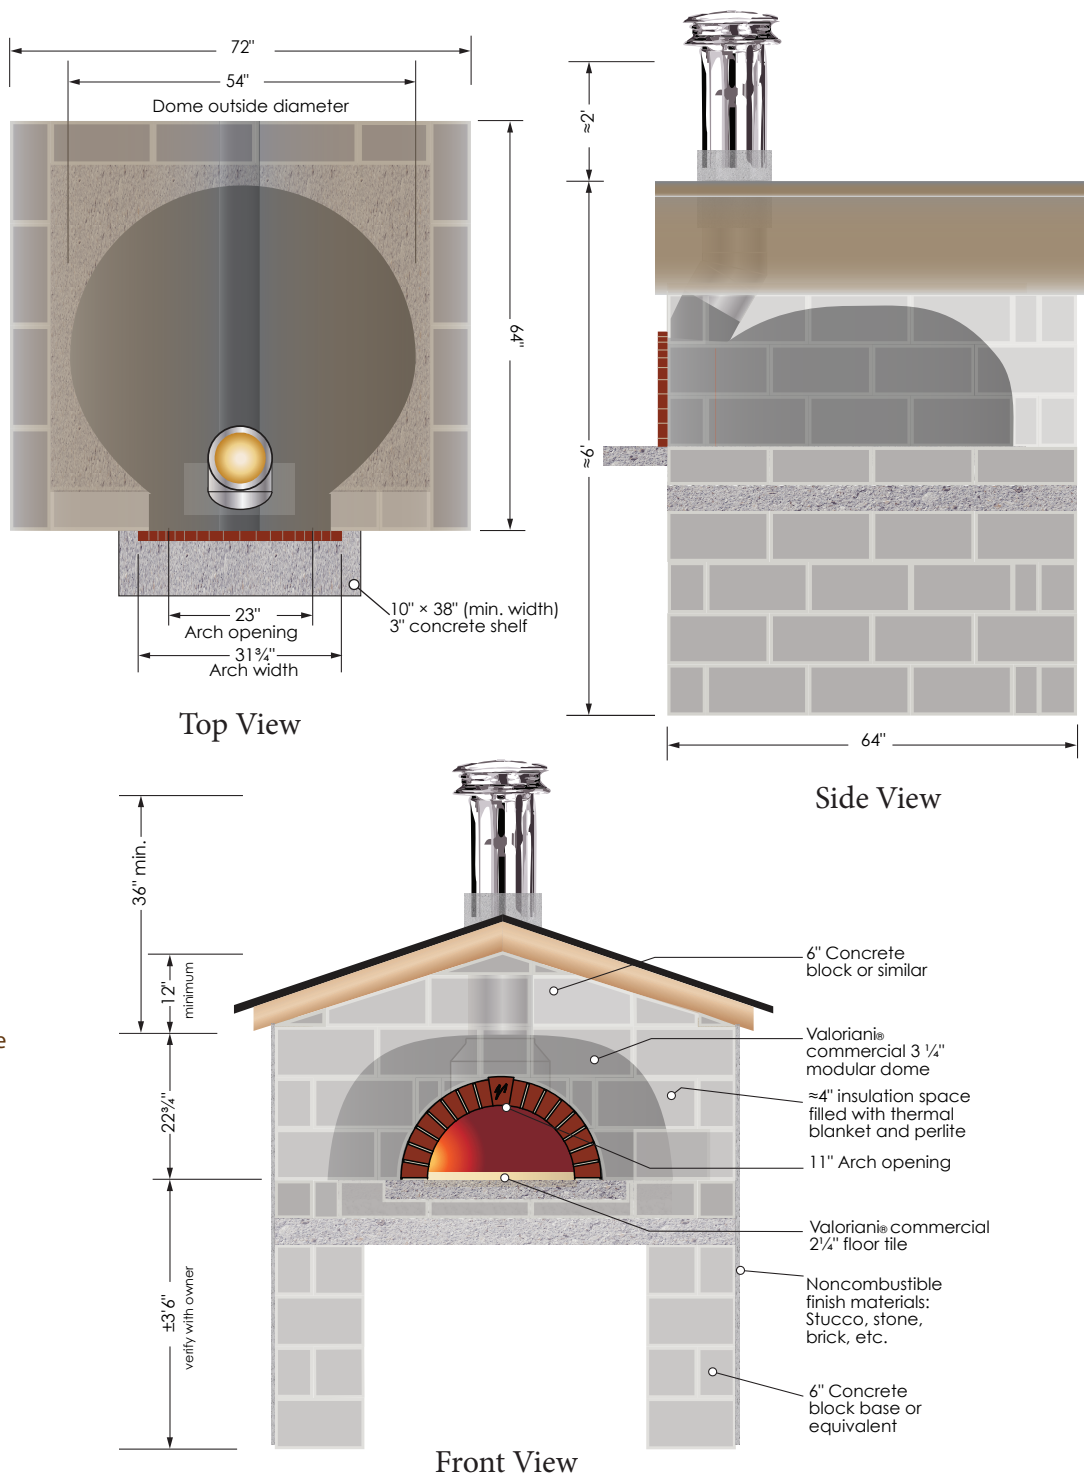 72"
54"
Dome outside diameter
64"
23"
Arch opening
31¾"
Arch width
10" × 38" (min. width)
3" concrete shelf
Top View
≈2'
≈6'
64"
Side View
36" min.
12"
minimum
22¾"
±3'6"
verify with owner
6" Concrete
block or similar
Valoriani®
commercial 3 ¼"
modular dome
≈4" insulation space
filled with thermal
blanket and perlite
11" Arch opening
Valoriani® commercial
2¼" floor tile
Noncombustible
finish materials:
Stucco, stone,
brick, etc.
6" Concrete
block base or
equivalent
Front View
e